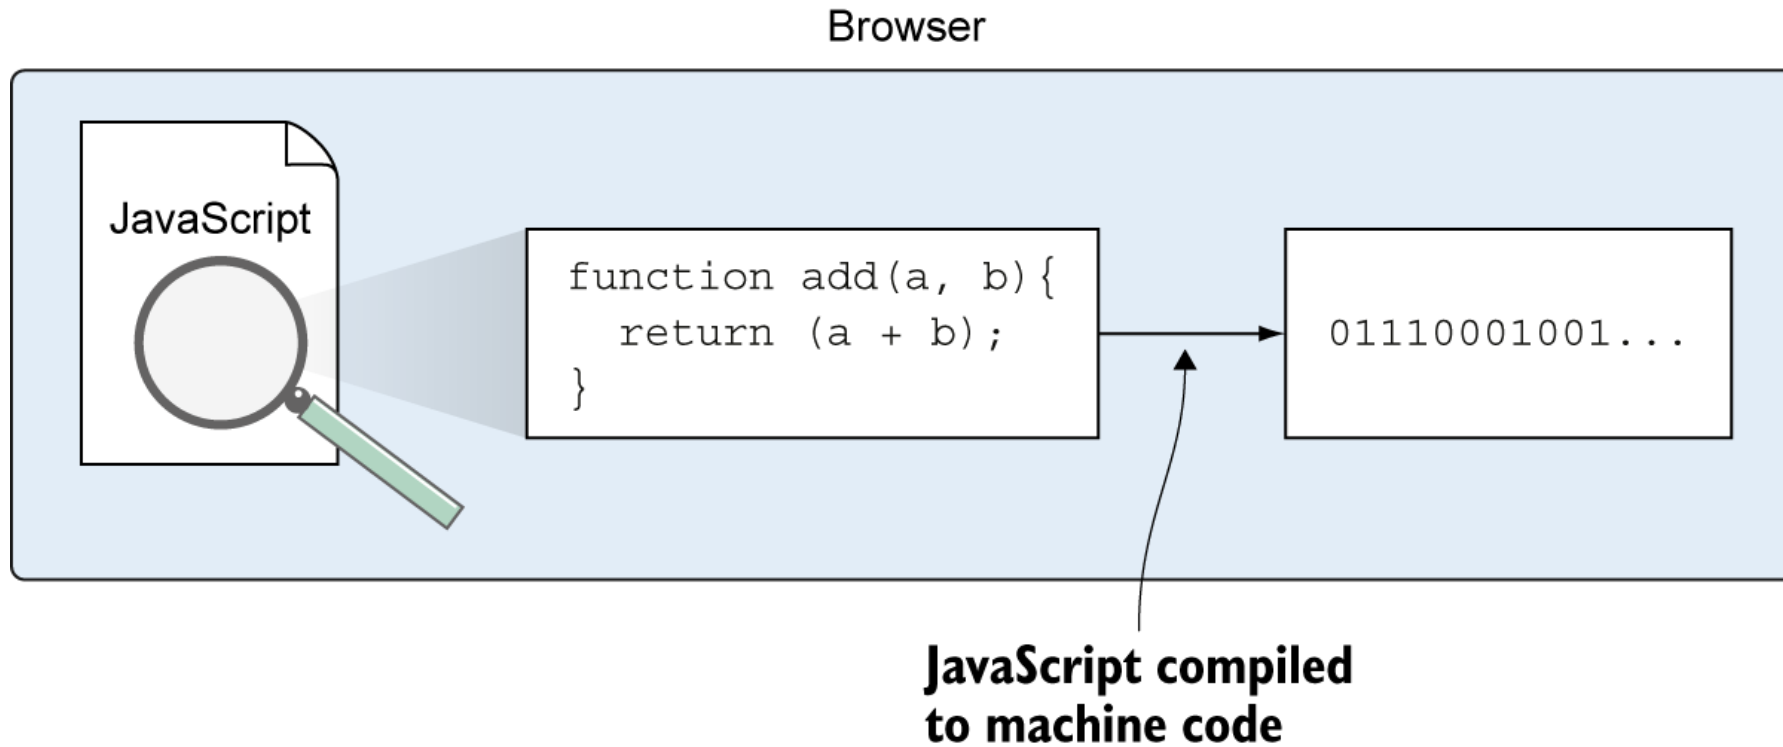 Browser
JavaScript
function add(a, b){
  return (a + b);
}
01110001001...
JavaScript compiled
to machine code